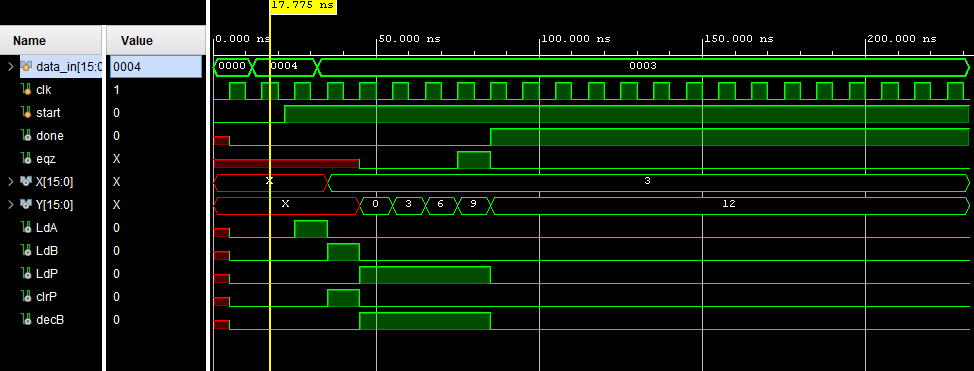 17.775 ns
Name Value
0.000 ns 50.000 ns 100.000 ns 150.000 ns 200.000 ns
data_in[15:0 0004 0000 0004 0003
clk 1
start 0
done 0
eqz X
X[15:0] X X 3
Y[15:0] X X 0 3 6 9 12
LdA 0
LdB 0
LdP 0
clrP 0
decB 0